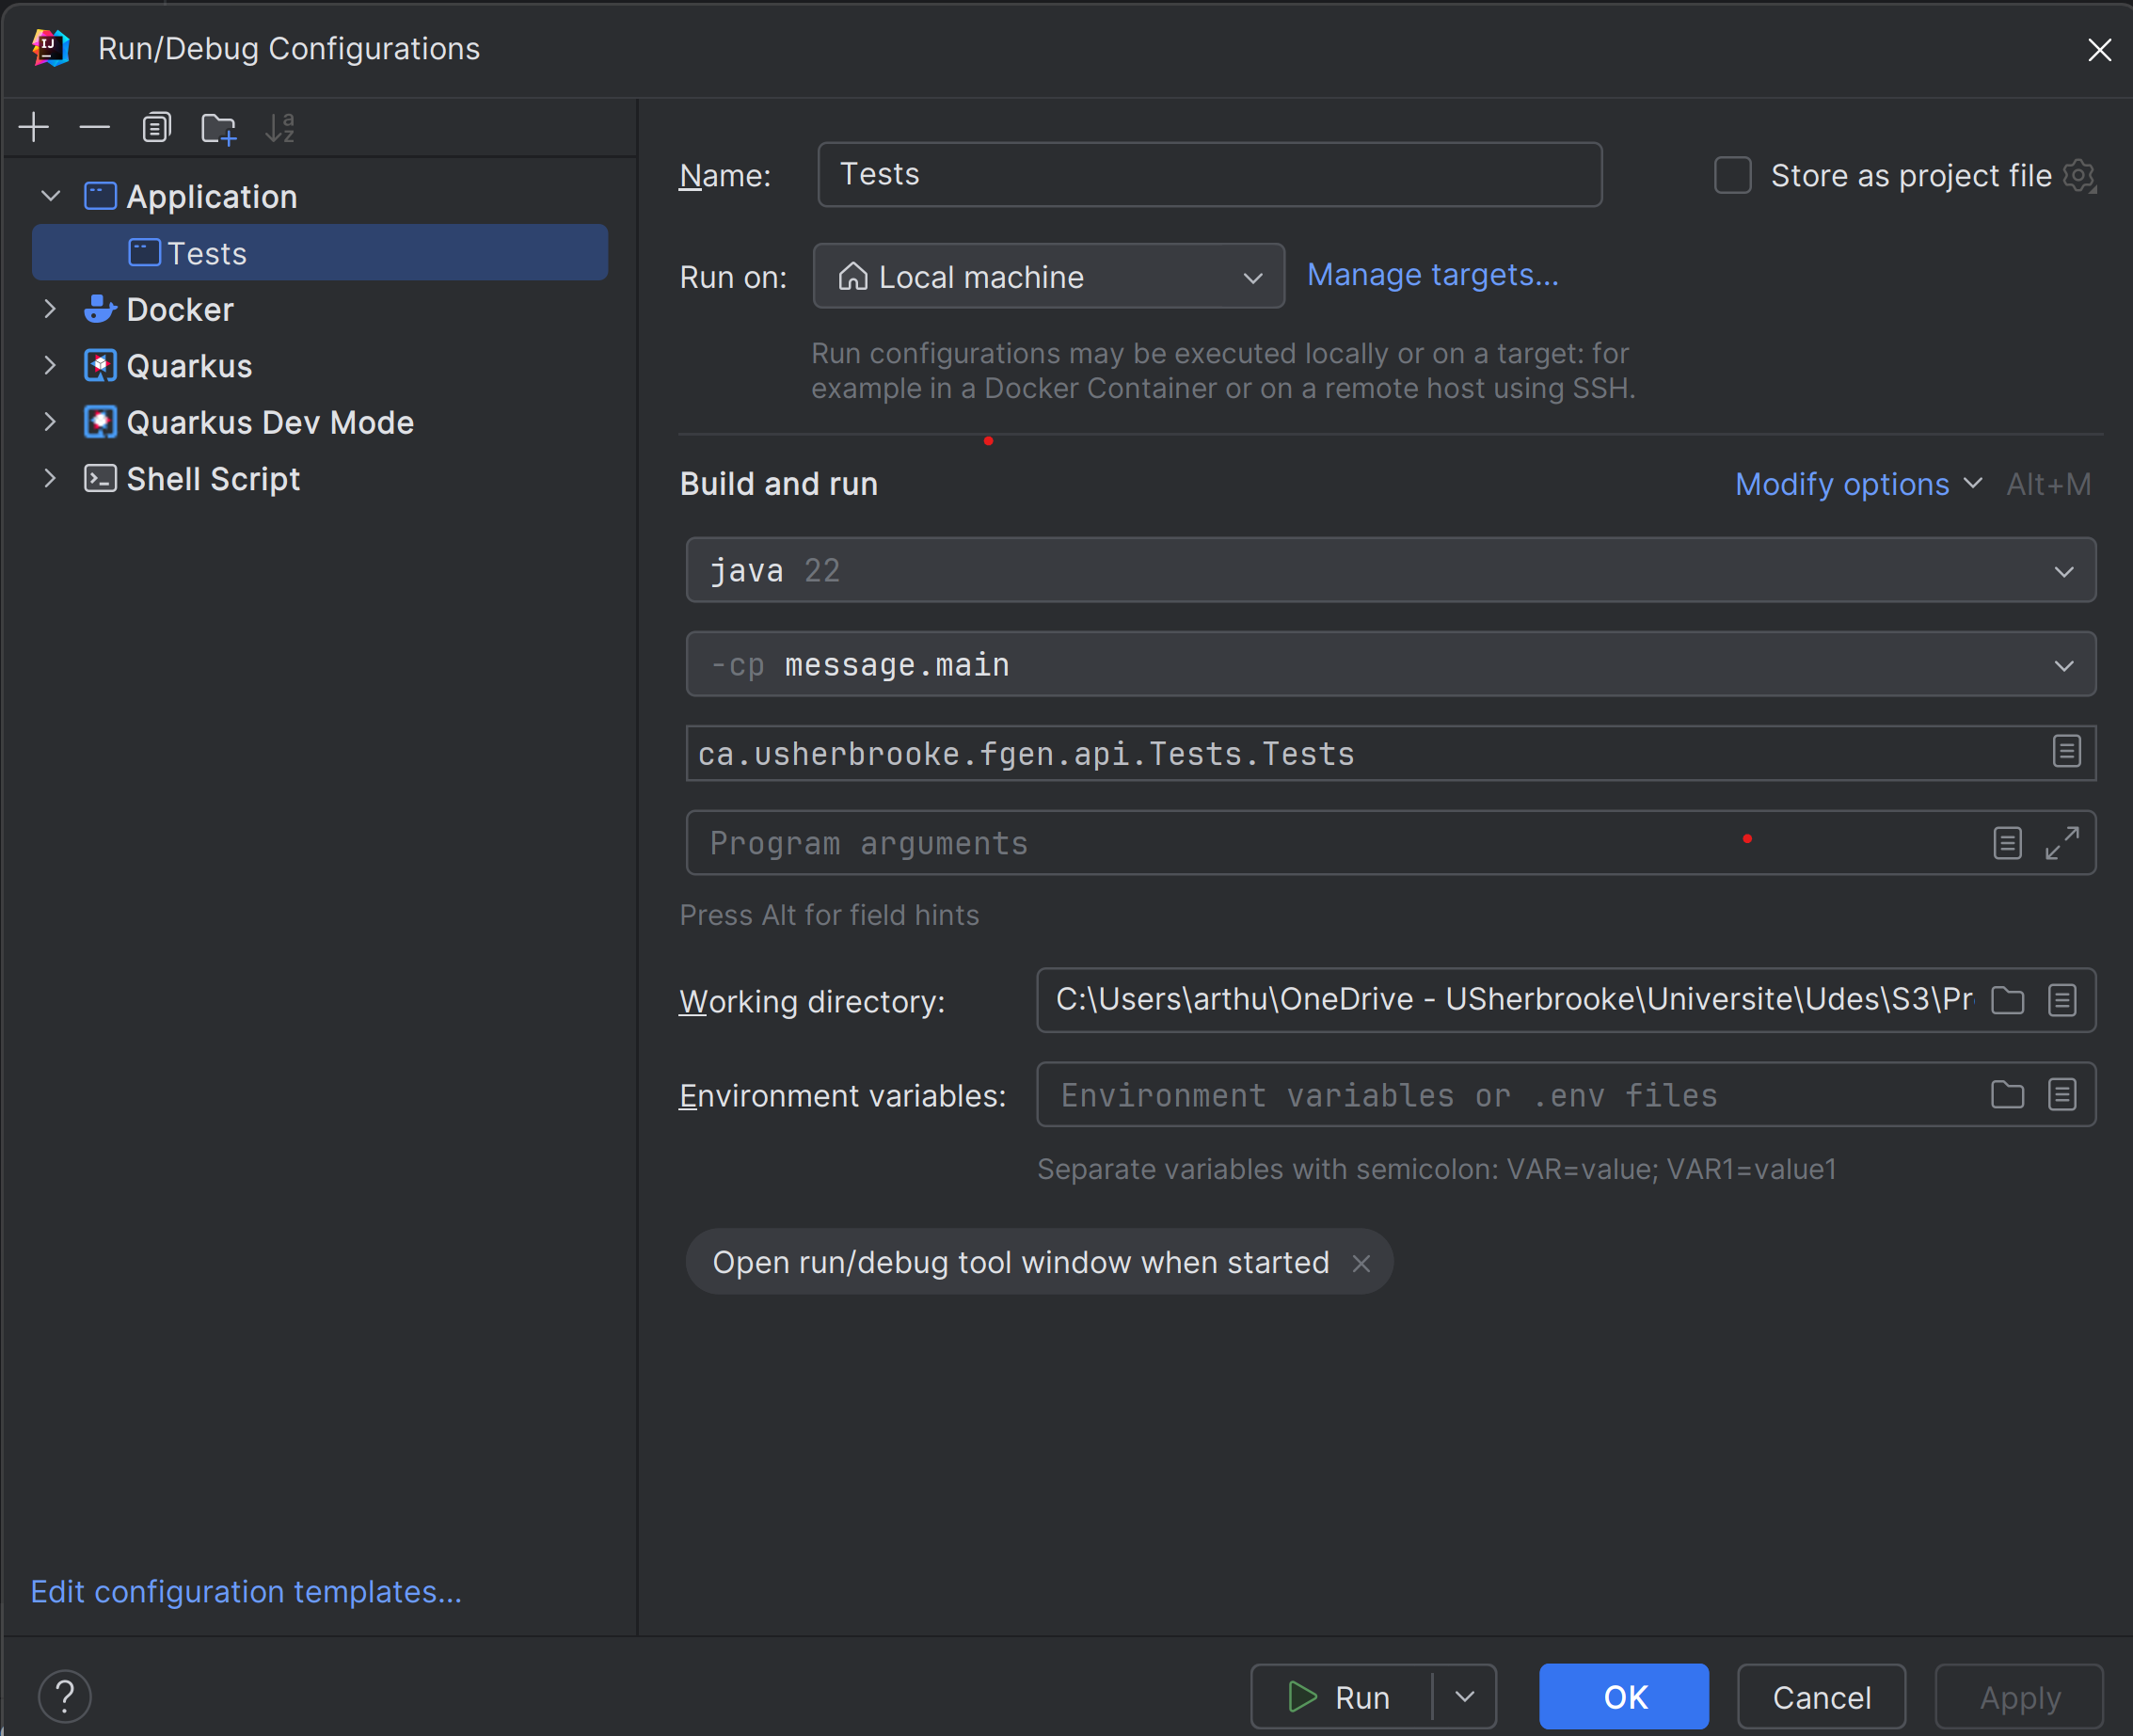 Run/Debug Configurations
Application
Tests
Docker
Quarkus
Quarkus Dev Mode
Shell Script
Edit configuration templates...
Name:
Tests
Store as project file
Run on:
Local machine
Manage targets...
Run configurations may be executed locally or on a target: for
example in a Docker Container or on a remote host using SSH.
Build and run
Modify options
Alt+M
java 22
-cp message.main
ca.usherbrooke.fgen.api.Tests.Tests
Program arguments
Press Alt for field hints
Working directory:
C:\Users\arthu\OneDrive - USherbrooke\Universite\Udes\S3\Pr
Environment variables:
Environment variables or .env files
Separate variables with semicolon: VAR=value; VAR1=value1
Open run/debug tool window when started
?
Run
OK
Cancel
Apply